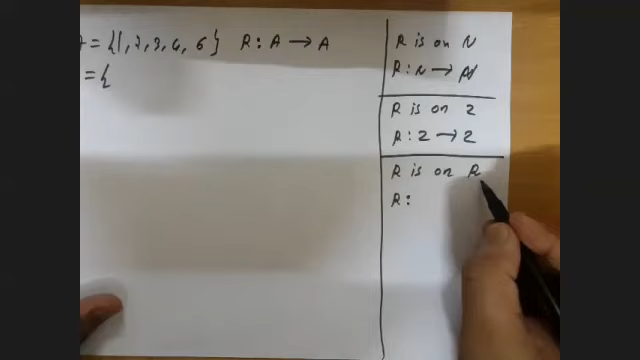 = {1, 2, 3, 4, 6} R : A → A
= {
R is on N
R : N → N
R is on Z
R : Z → Z
R is on R
R :